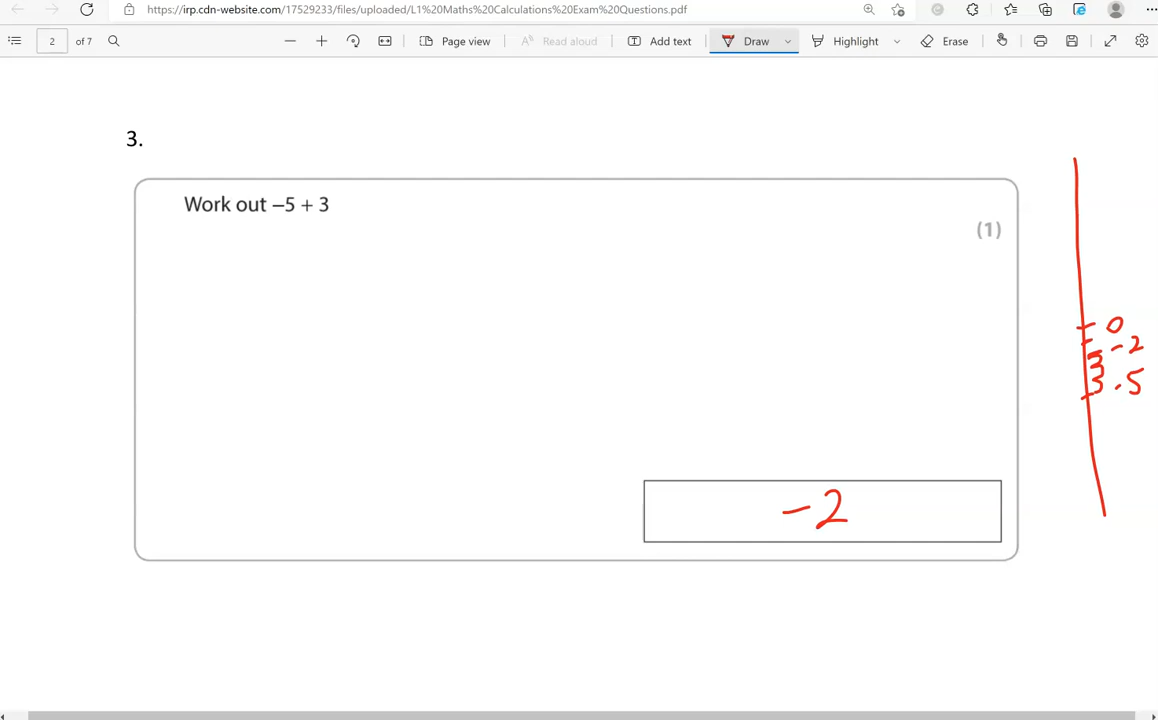 https://irp.cdn-website.com/17529233/files/uploaded/L1%20Maths%20Calculations%20Exam%20Questions.pdf
2 of 7 Page view Read aloud Add text Draw Highlight Erase
3.
Work out −5 + 3
(1)
0
-2
-5
-2